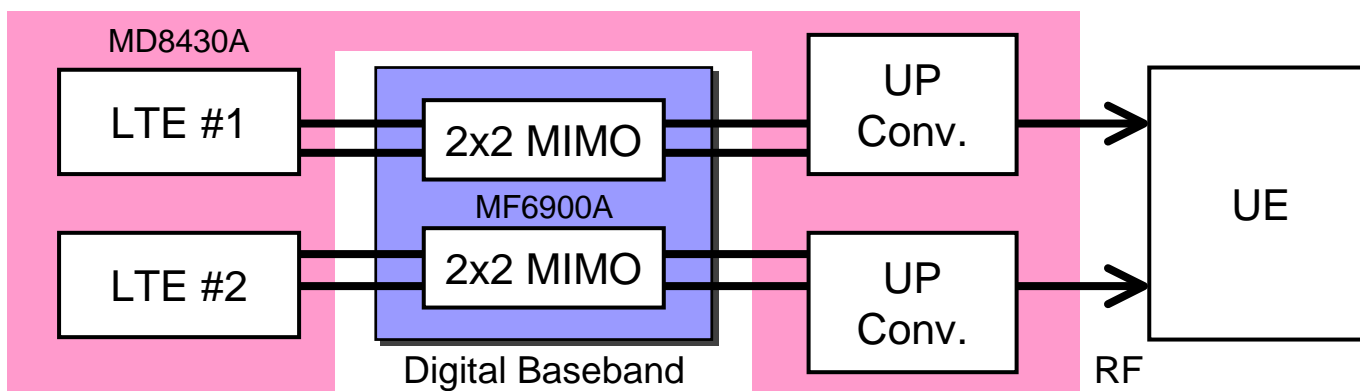 MD8430A
LTE #1
2x2 MIMO
UP
Conv.
MF6900A
LTE #2
2x2 MIMO
UP
Conv.
UE
Digital Baseband
RF